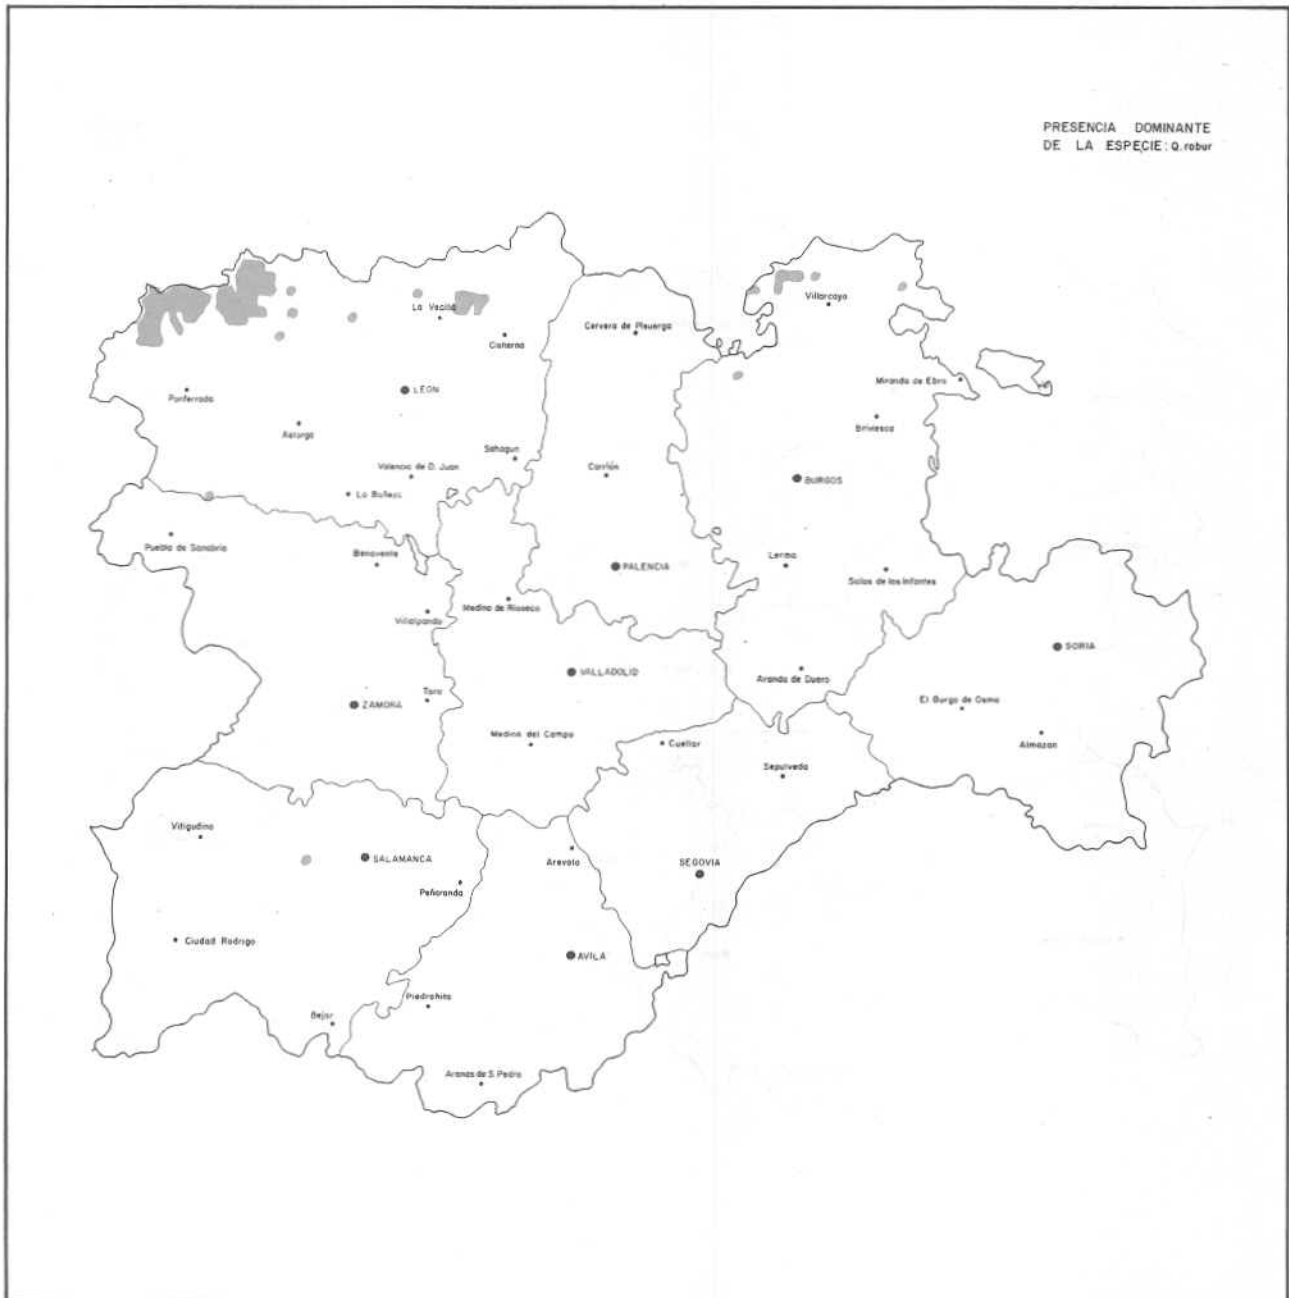 PRESENCIA DOMINANTE
DE LA ESPECIE: Q. robur
Villarcayo
La Vecilla
Cervera de Pisuerga
Cistierna
Miranda de Ebro
Ponferrada
LEON
Briviesca
Astorga
Sahagun
Valencia de D. Juan
Carrión
BURGOS
La Bañeza
Puebla de Sanabria
Benavente
Lerma
PALENCIA
Salas de los Infantes
Medina de Rioseco
Villalpando
SORIA
VALLADOLID
Aranda de Duero
Toro
ZAMORA
El Burgo de Osma
Medina del Campo
Cuellar
Almazan
Sepulveda
Vitigudino
SALAMANCA
Arevalo
SEGOVIA
Peñaranda
Ciudad Rodrigo
AVILA
Piedrahita
Bejar
Arenas de S. Pedro